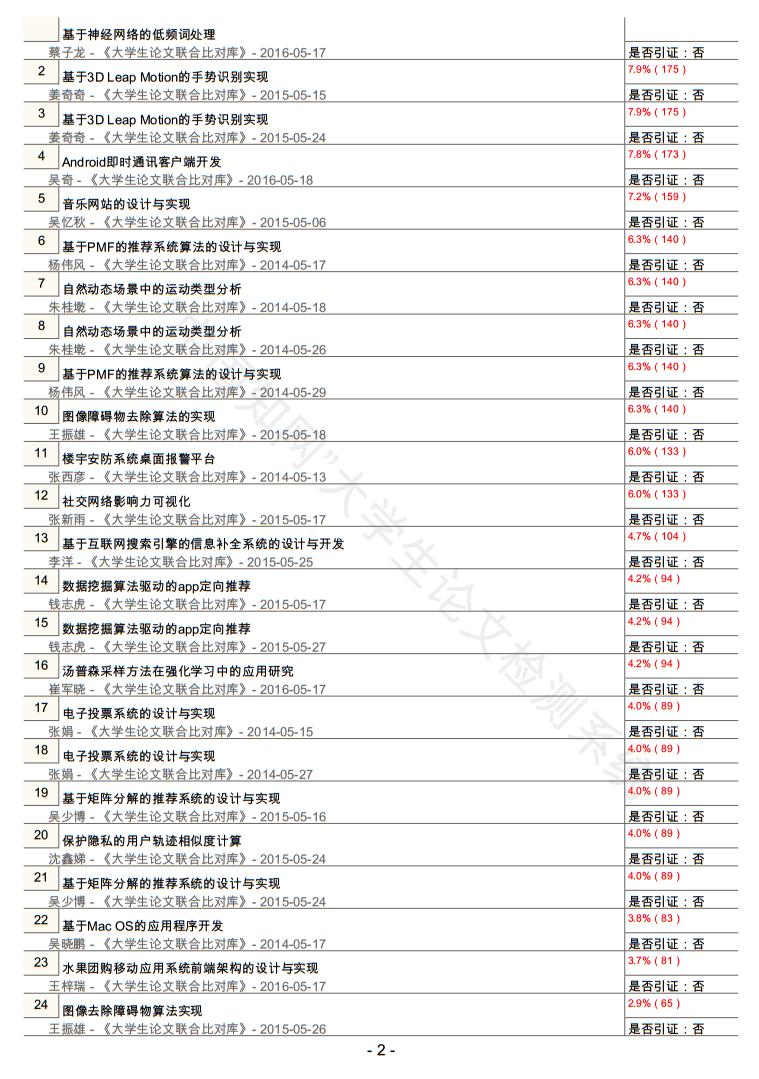 基于神经网络的低频词处理
蔡子龙 - 《大学生论文联合比对库》- 2016-05-17 是否引证：否
2 基于3D Leap Motion的手势识别实现 7.9%（175）
姜奇奇 - 《大学生论文联合比对库》- 2015-05-15 是否引证：否
3 基于3D Leap Motion的手势识别实现 7.9%（175）
姜奇奇 - 《大学生论文联合比对库》- 2015-05-24 是否引证：否
4 Android即时通讯客户端开发 7.8%（173）
吴奇 - 《大学生论文联合比对库》- 2016-05-18 是否引证：否
5 音乐网站的设计与实现 7.2%（159）
吴忆秋 - 《大学生论文联合比对库》- 2015-05-06 是否引证：否
6 基于PMF的推荐系统算法的设计与实现 6.3%（140）
杨伟风 - 《大学生论文联合比对库》- 2014-05-17 是否引证：否
7 自然动态场景中的运动类型分析 6.3%（140）
朱桂墘 - 《大学生论文联合比对库》- 2014-05-18 是否引证：否
8 自然动态场景中的运动类型分析 6.3%（140）
朱桂墘 - 《大学生论文联合比对库》- 2014-05-26 是否引证：否
9 基于PMF的推荐系统算法的设计与实现 6.3%（140）
杨伟风 - 《大学生论文联合比对库》- 2014-05-29 是否引证：否
10 图像障碍物去除算法的实现 6.3%（140）
王振雄 - 《大学生论文联合比对库》- 2015-05-18 是否引证：否
11 楼宇安防系统桌面报警平台 6.0%（133）
张西彦 - 《大学生论文联合比对库》- 2014-05-13 是否引证：否
12 社交网络影响力可视化 6.0%（133）
张新雨 - 《大学生论文联合比对库》- 2015-05-17 是否引证：否
13 基于互联网搜索引擎的信息补全系统的设计与开发 4.7%（104）
李洋 - 《大学生论文联合比对库》- 2015-05-25 是否引证：否
14 数据挖掘算法驱动的app定向推荐 4.2%（94）
钱志虎 - 《大学生论文联合比对库》- 2015-05-17 是否引证：否
15 数据挖掘算法驱动的app定向推荐 4.2%（94）
钱志虎 - 《大学生论文联合比对库》- 2015-05-27 是否引证：否
16 汤普森采样方法在强化学习中的应用研究 4.2%（94）
崔军晓 - 《大学生论文联合比对库》- 2016-05-17 是否引证：否
17 电子投票系统的设计与实现 4.0%（89）
张娟 - 《大学生论文联合比对库》- 2014-05-15 是否引证：否
18 电子投票系统的设计与实现 4.0%（89）
张娟 - 《大学生论文联合比对库》- 2014-05-27 是否引证：否
19 基于矩阵分解的推荐系统的设计与实现 4.0%（89）
吴少博 - 《大学生论文联合比对库》- 2015-05-16 是否引证：否
20 保护隐私的用户轨迹相似度计算 4.0%（89）
沈鑫娣 - 《大学生论文联合比对库》- 2015-05-24 是否引证：否
21 基于矩阵分解的推荐系统的设计与实现 4.0%（89）
吴少博 - 《大学生论文联合比对库》- 2015-05-24 是否引证：否
22 基于Mac OS的应用程序开发 3.8%（83）
吴晓鹏 - 《大学生论文联合比对库》- 2014-05-17 是否引证：否
23 水果团购移动应用系统前端架构的设计与实现 3.7%（81）
王梓瑞 - 《大学生论文联合比对库》- 2016-05-17 是否引证：否
24 图像去除障碍物算法实现 2.9%（65）
王振雄 - 《大学生论文联合比对库》- 2015-05-26 是否引证：否
知网”大学生论文检测系统
- 2 -